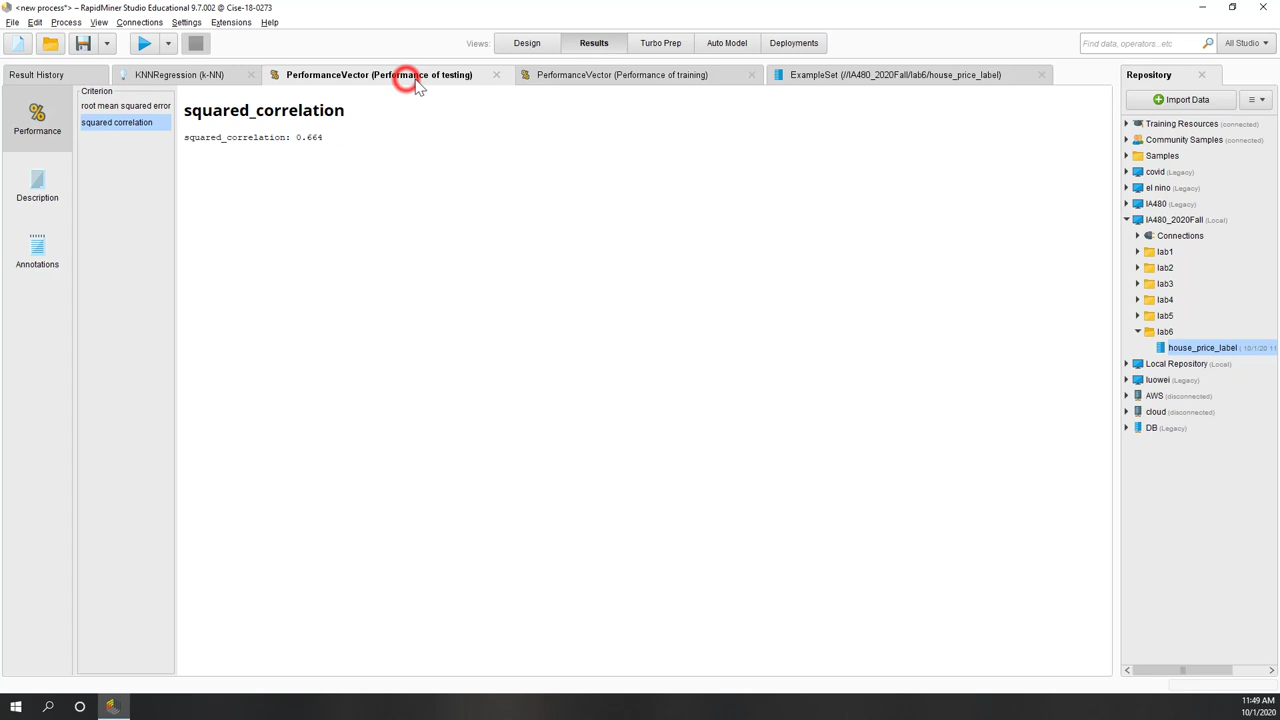 <new process*> – RapidMiner Studio Educational 9.7.002 @ Cise-18-0273
File Edit Process View Connections Settings Extensions Help
Views: Design Results Turbo Prep Auto Model Deployments
Find data, operators...etc All Studio
Result History
KNNRegression (k-NN)
PerformanceVector (Performance of testing)
PerformanceVector (Performance of training)
ExampleSet (//IA480_2020Fall/lab6/house_price_label)
Repository
Performance
Description
Annotations
Criterion
root mean squared error
squared correlation
squared_correlation
squared_correlation: 0.664
Import Data
Training Resources (connected)
Community Samples (connected)
Samples
covid (Legacy)
el nino (Legacy)
IA480 (Legacy)
IA480_2020Fall (Local)
Connections
lab1
lab2
lab3
lab4
lab5
lab6
house_price_label (10/1/20 11
Local Repository (Local)
luowei (Legacy)
AWS (disconnected)
cloud (disconnected)
DB (Legacy)
11:49 AM
10/1/2020